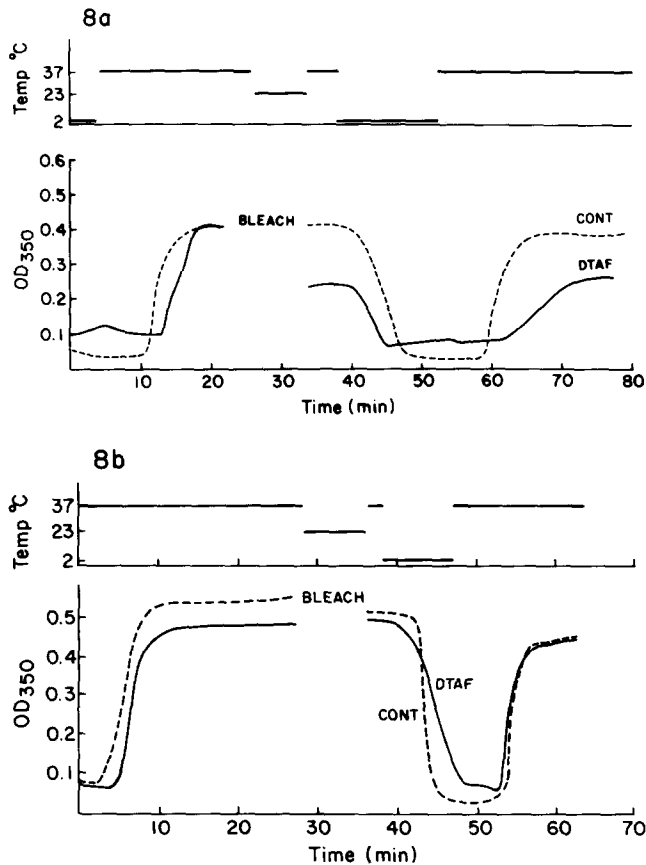 8a
Temp °C
37
23
2
0.6
0.5
0.4
0.3
0.2
0.1
OD350
BLEACH
CONT
DTAF
10 20 30 40 50 60 70 80
Time (min)
8b
Temp °C
37
23
2
0.5
0.4
0.3
0.2
0.1
OD350
BLEACH
DTAF
CONT
10 20 30 40 50 60 70
Time (min)